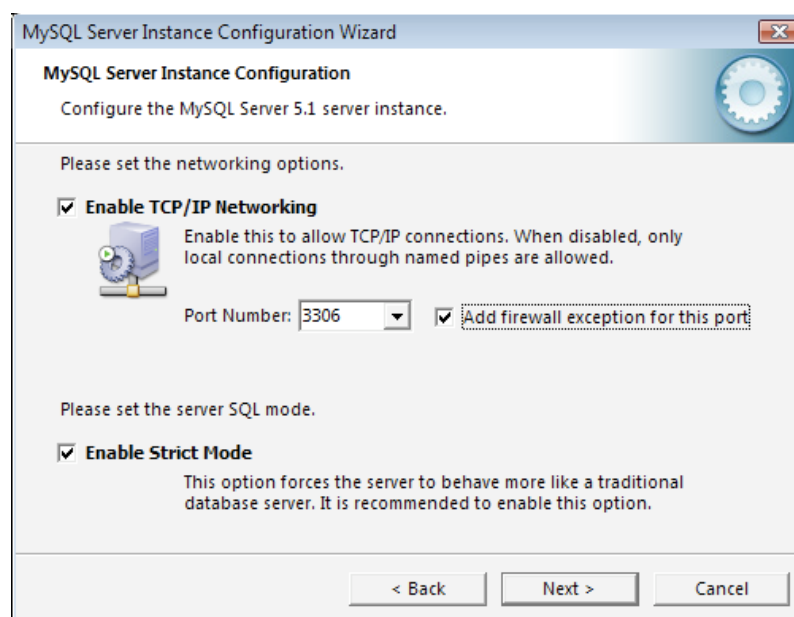 MySQL Server Instance Configuration Wizard
MySQL Server Instance Configuration
Configure the MySQL Server 5.1 server instance.
Please set the networking options.
Enable TCP/IP Networking
Enable this to allow TCP/IP connections. When disabled, only
local connections through named pipes are allowed.
Port Number: 3306 Add firewall exception for this port
Please set the server SQL mode.
Enable Strict Mode
This option forces the server to behave more like a traditional
database server. It is recommended to enable this option.
< Back Next > Cancel